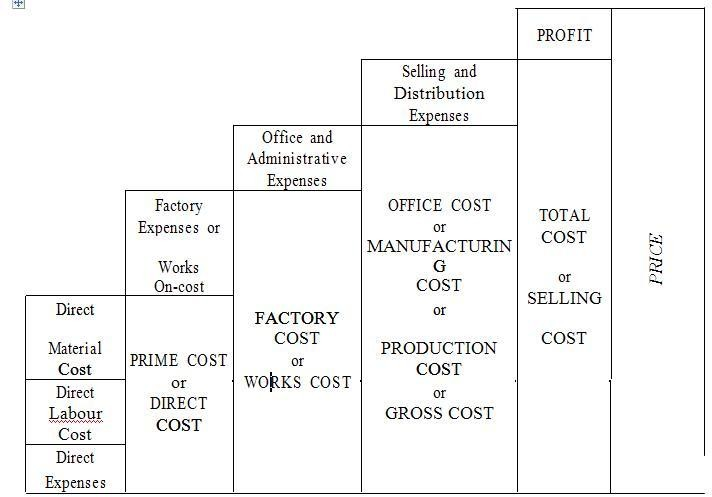 PROFIT
Selling and
Distribution
Expenses
Office and
Administrative
Expenses
Factory
Expenses or
Works
On-cost
Direct
Material
Cost
Direct
Labour
Cost
Direct
Expenses
PRIME COST
or
DIRECT
COST
FACTORY
COST
or
WORKS COST
OFFICE COST
or
MANUFACTURIN
G
COST
or
PRODUCTION
COST
or
GROSS COST
TOTAL
COST
or
SELLING
COST
PRICE